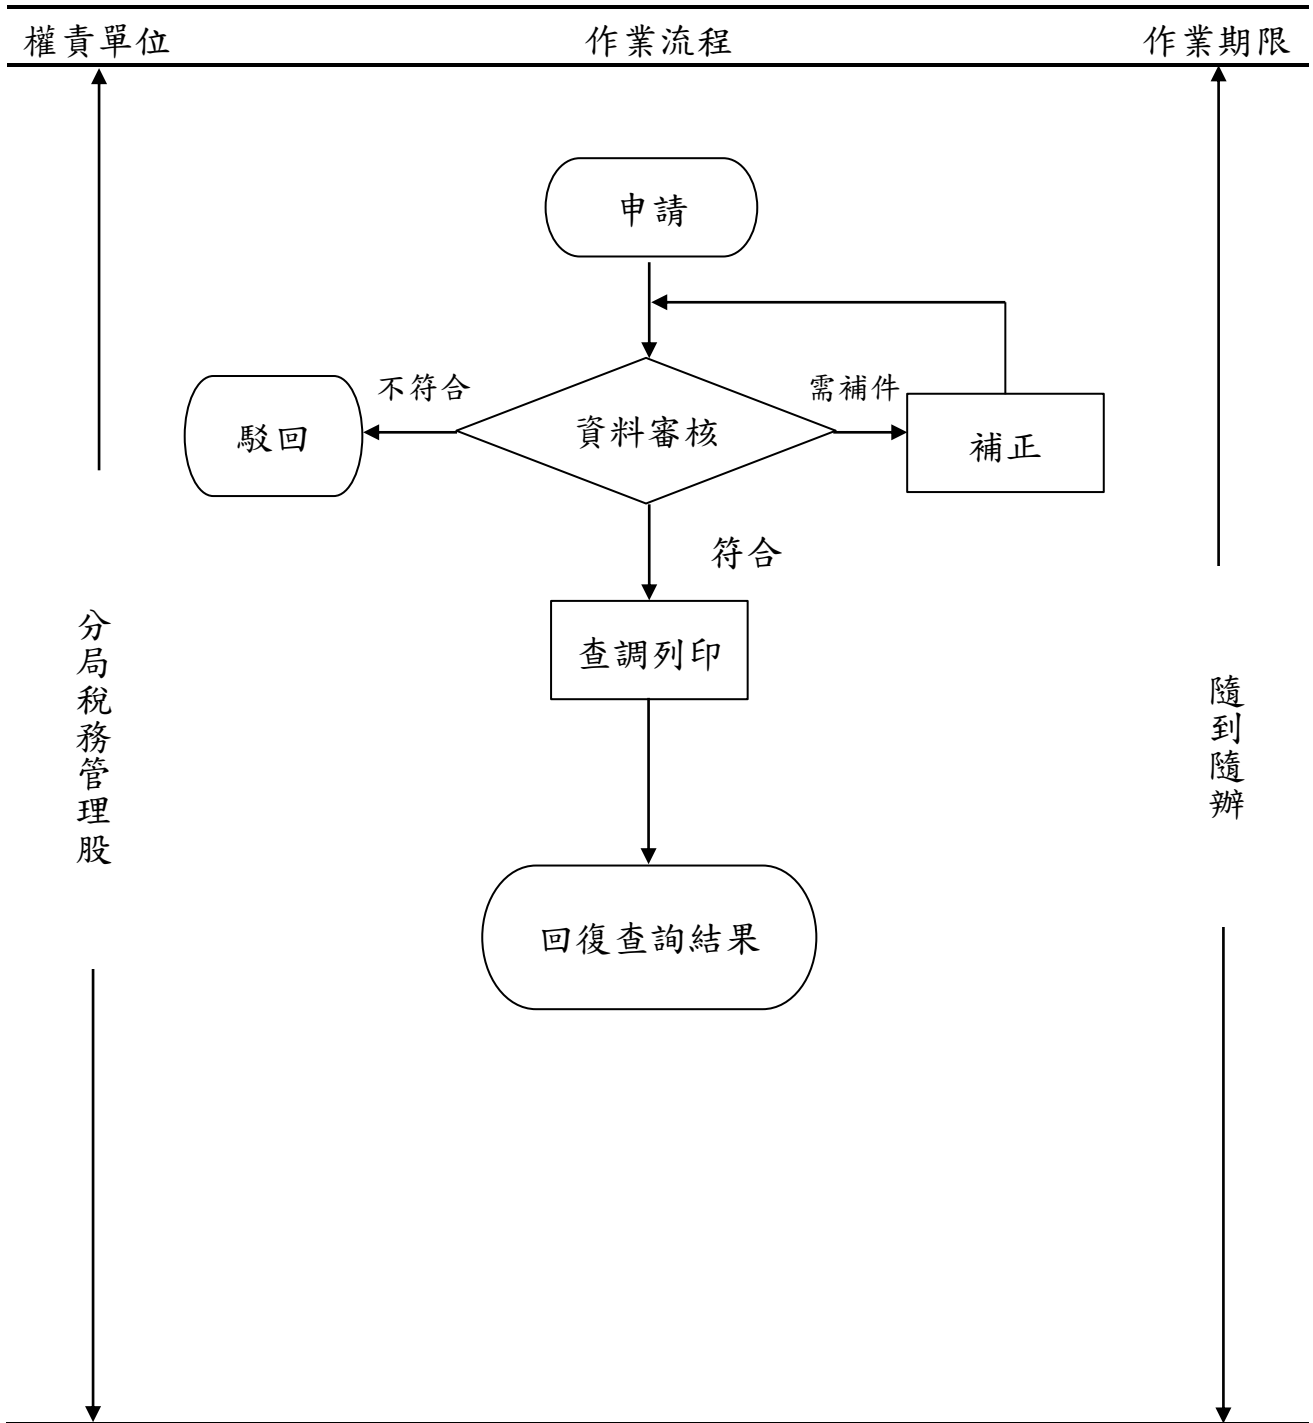 權責單位 作業流程 作業期限
申請
不符合 需補件
駁回 資料審核 補正
符合
查調列印
分局稅務管理股
隨到隨辦
回復查詢結果